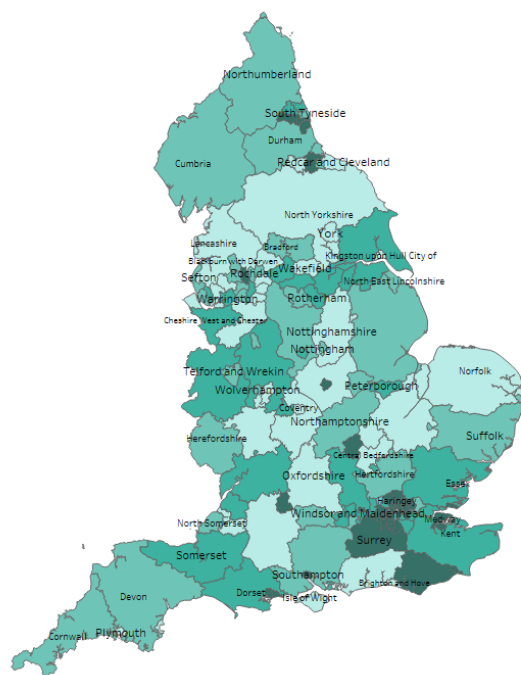 Northumberland
South Tyneside
Durham
Cumbria
Redcar and Cleveland
North Yorkshire
York
Lancashire
Bradford
Kingston upon Hull City of
Blackburn with Darwen
Wakefield
Rochdale
Sefton
North East Lincolnshire
Warrington
Rotherham
Cheshire West and Chester
Nottinghamshire
Nottingham
Telford and Wrekin
Peterborough
Norfolk
Wolverhampton
Coventry
Northamptonshire
Herefordshire
Suffolk
Central Bedfordshire
Oxfordshire
Hertfordshire
Essex
Haringey
North Somerset
Windsor and Maidenhead
Medway
Kent
Surrey
Somerset
Southampton
Brighton and Hove
Devon
Dorset
Isle of Wight
Cornwall
Plymouth